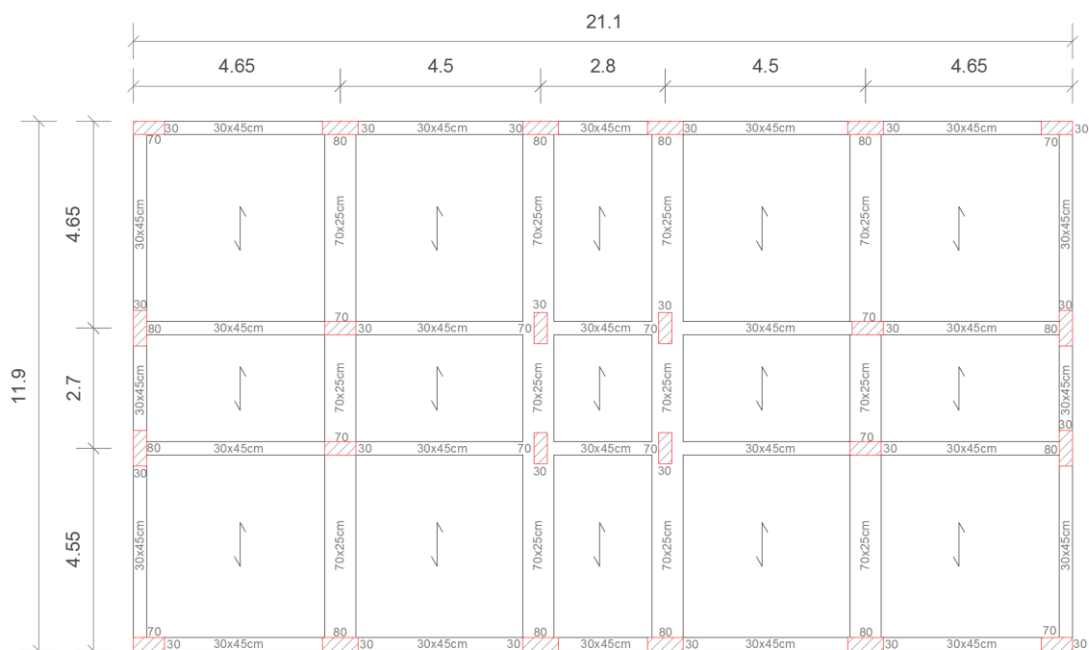 21.1
4.65 4.5 2.8 4.5 4.65
30 30x45cm 30 30x45cm 30 30x45cm 30 30x45cm 30 30x45cm 30
70 80 80 80 80 70
4.65
30x45cm 70x25cm 70x25cm 70x25cm 70x25cm 30x45cm
30 30 30 30
70 70
80 30x45cm 30 30x45cm 70 30x45cm 70 30x45cm 30 30x45cm 80
11.9
2.7
30x45cm 70x25cm 70x25cm 70x25cm 70x25cm 30x45cm
30
70 70
80 30x45cm 30 30x45cm 70 30x45cm 70 30x45cm 30 30x45cm 80
30 30 30
4.55
30x45cm 70x25cm 70x25cm 70x25cm 70x25cm 30x45cm
70 80 80 80 80 70
30 30x45cm 30 30x45cm 30 30x45cm 30 30x45cm 30 30x45cm 30